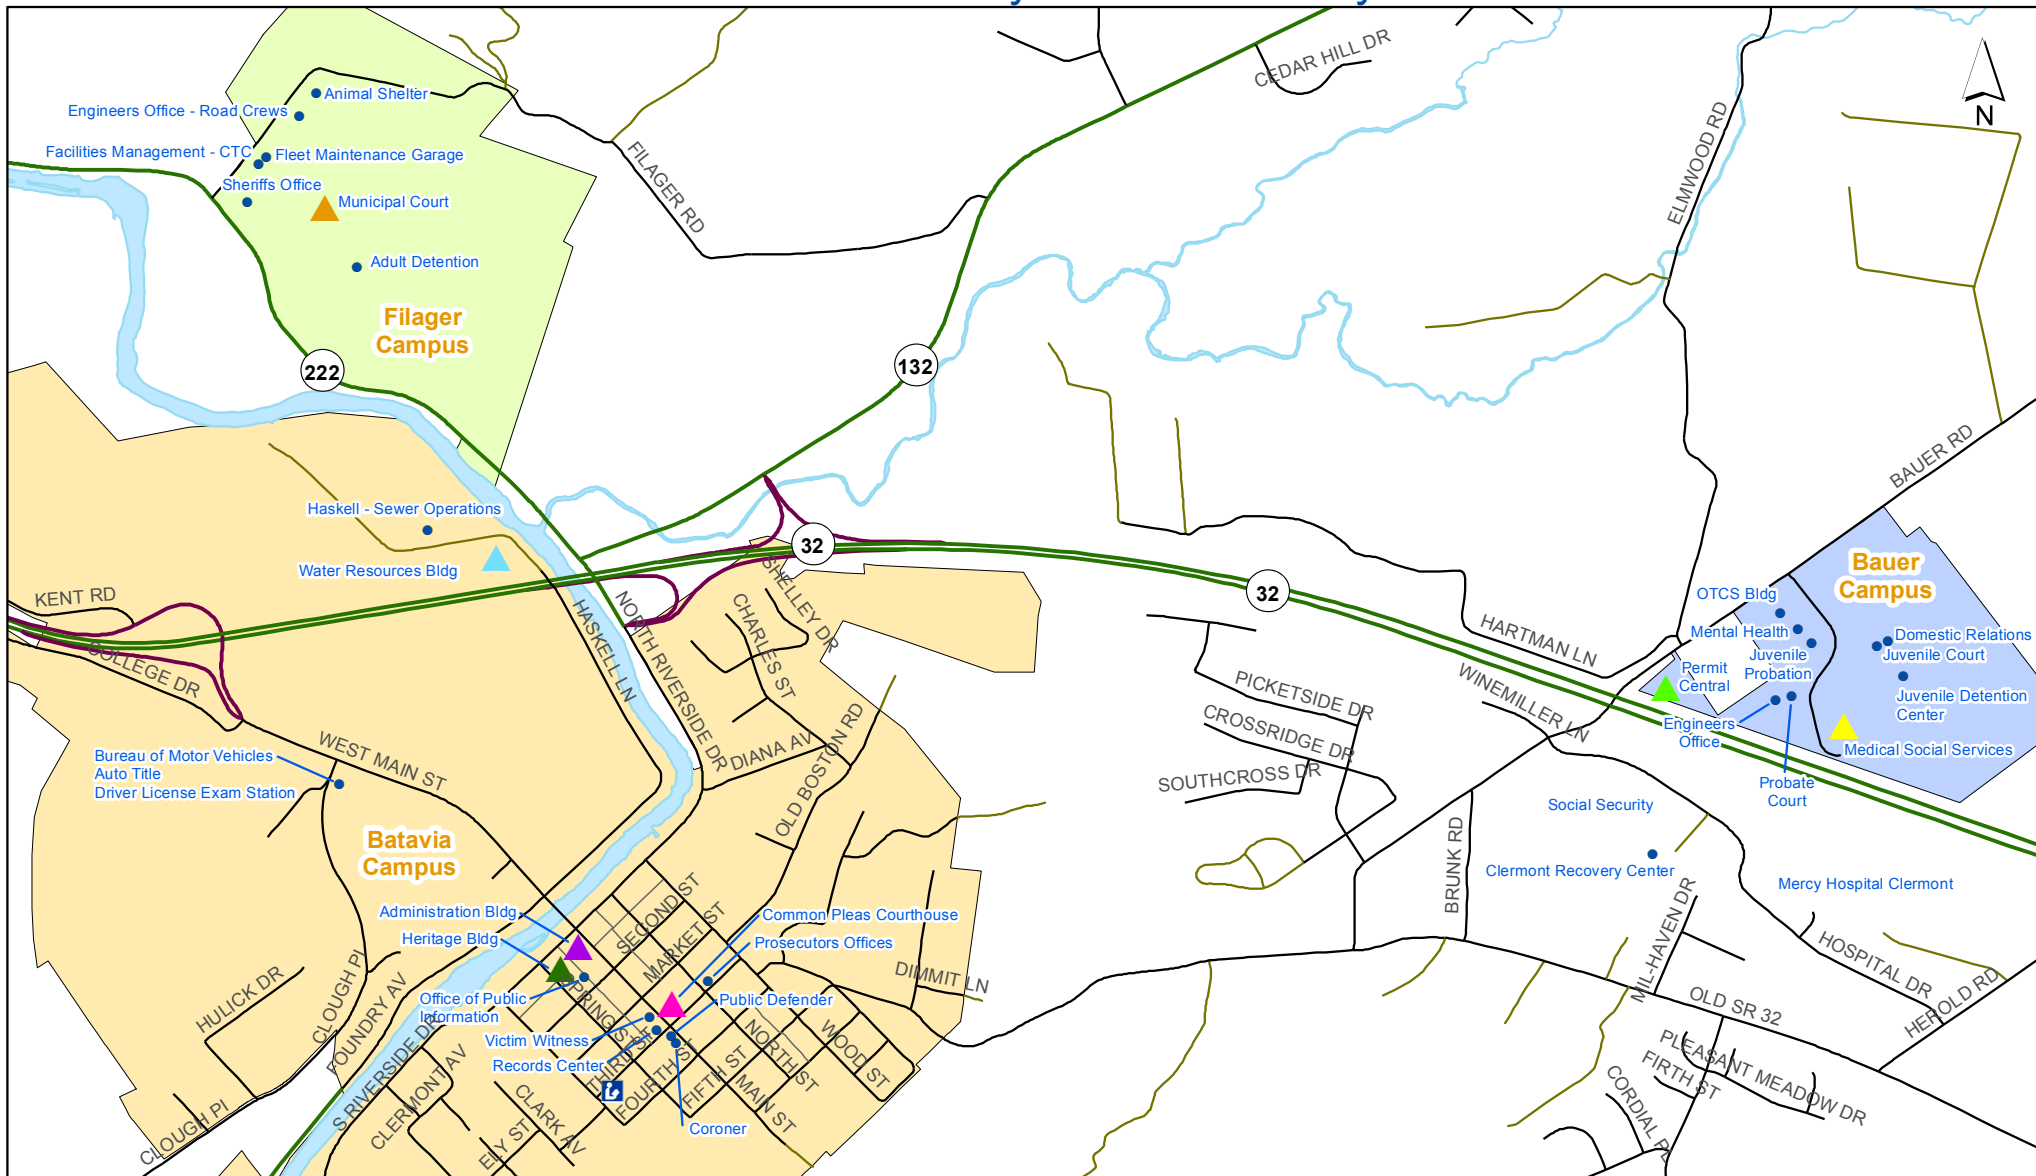 CEDAR HILL DR
N
Animal Shelter
Engineers Office - Road Crews
Facilities Management - CTC
Fleet Maintenance Garage
Sheriffs Office
Municipal Court
Adult Detention
FILAGER RD
ELMWOOD RD
Filager
Campus
222
132
BAUER RD
Haskell - Sewer Operations
Water Resources Bldg
32
32
KENT RD
COLLEGE DR
HASKELL LN
NORTH RIVERSIDE DR
SHELLEY DR
CHARLES ST
DIANA AV
OLD BOSTON RD
HARTMAN LN
WINEMILLER LN
PICKETSIDE DR
CROSSRIDGE DR
SOUTHCROSS DR
Bauer
Campus
OTCS Bldg
Mental Health
Juvenile
Probation
Domestic Relations
Juvenile Court
Juvenile Detention
Center
Permit
Central
Engineers
Office
Medical Social Services
Probate
Court
WEST MAIN ST
Bureau of Motor Vehicles
Auto Title
Driver License Exam Station
Batavia
Campus
Social Security
Clermont Recovery Center
Mercy Hospital Clermont
BRUNK RD
MIL-HAVEN DR
HOSPITAL DR
HEROLD RD
OLD SR 32
PLEASANT MEADOW DR
FIRTH ST
Administration Bldg
Heritage Bldg
SECOND ST
MARKET ST
Common Pleas Courthouse
Prosecutors Offices
DIMMIT LN
Office of Public
Information
SPRING ST
Public Defender
Victim Witness
Records Center
THIRD ST
FOURTH ST
FIFTH ST
NORTH ST
WOOD ST
MAIN ST
Coroner
HULICK DR
CLOUGH PI
FOUNDRY AV
S RIVERSIDE DR
CLERMONT AV
CLARK AV
ELY ST
CLOUGH PI